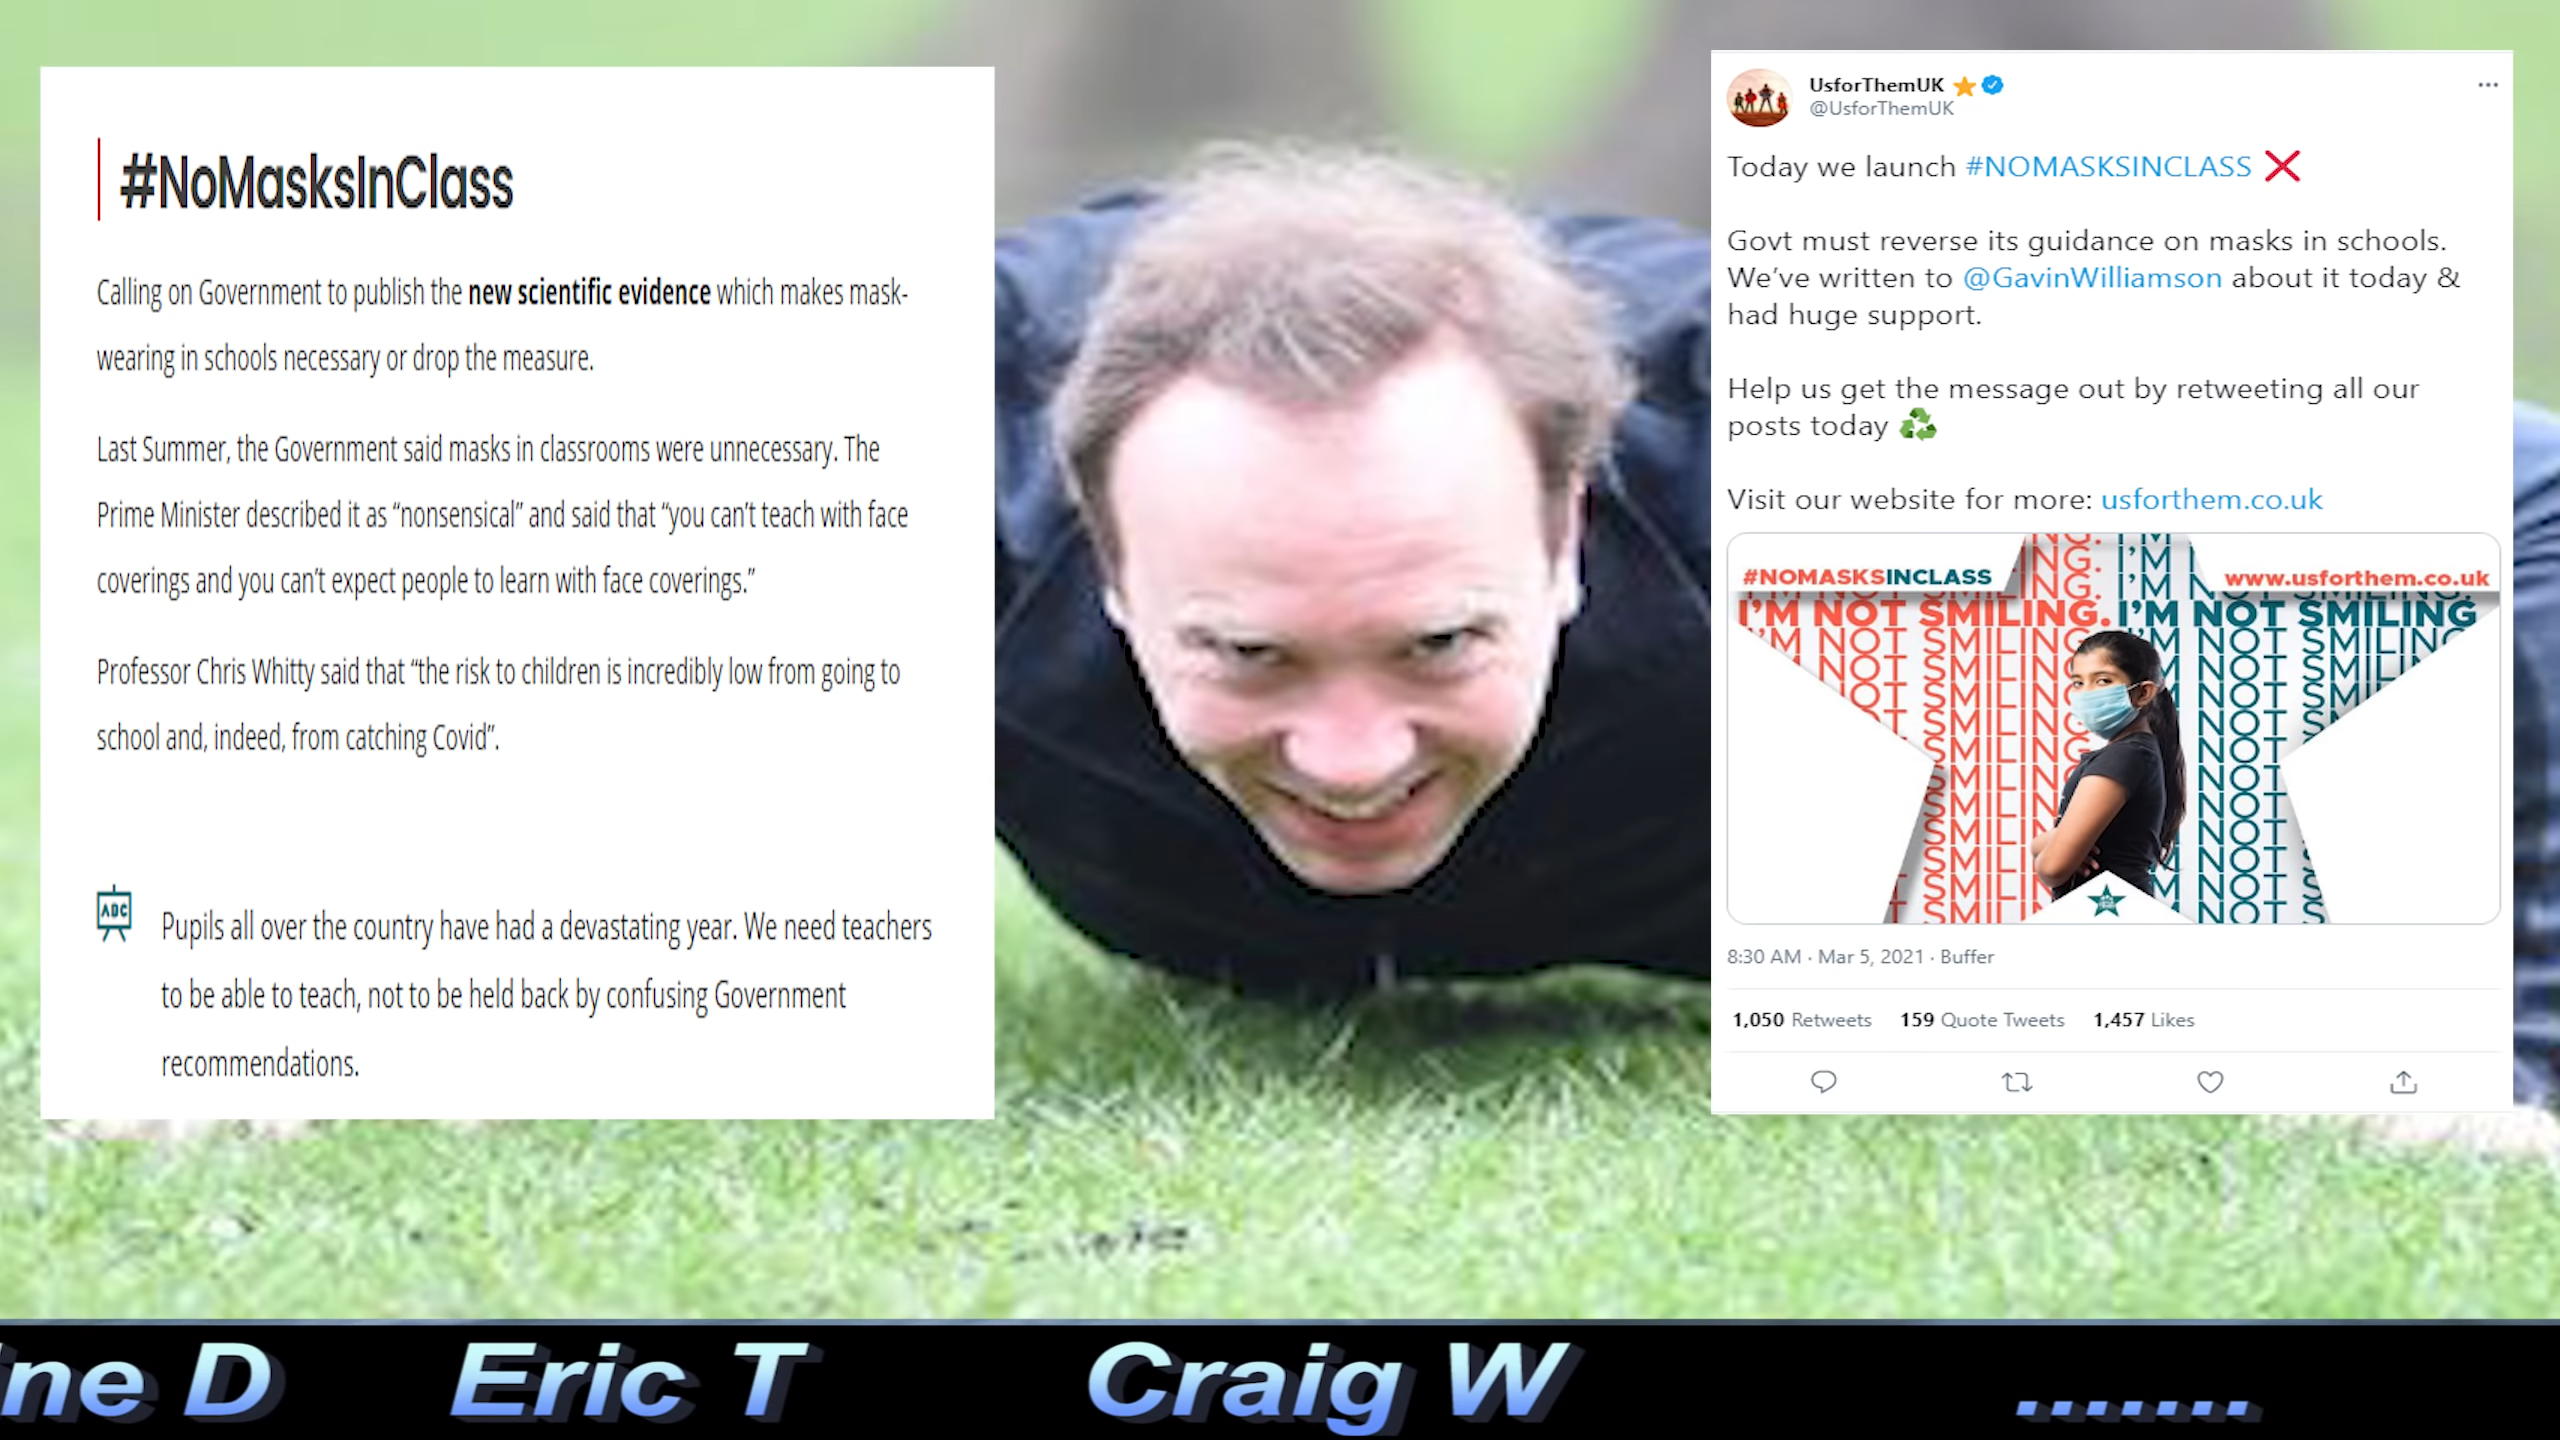 #NoMasksInClass
Calling on Government to publish the new scientific evidence which makes mask-
wearing in schools necessary or drop the measure.
Last Summer, the Government said masks in classrooms were unnecessary. The
Prime Minister described it as “nonsensical” and said that “you can’t teach with face
coverings and you can’t expect people to learn with face coverings.”
Professor Chris Whitty said that “the risk to children is incredibly low from going to
school and, indeed, from catching Covid”.
ABC
Pupils all over the country have had a devastating year. We need teachers
to be able to teach, not to be held back by confusing Government
recommendations.
UsforThemUK
@UsforThemUK
Today we launch #NOMASKSINCLASS ❌
Govt must reverse its guidance on masks in schools.
We’ve written to @GavinWilliamson about it today &
had huge support.
Help us get the message out by retweeting all our
posts today ♻
Visit our website for more: usforthem.co.uk
#NOMASKSINCLASS
www.usforthem.co.uk
I’M NOT SMILING. I’M NOT SMILING
I’M NOT SMILING. I’M NOT SMILING
8:30 AM · Mar 5, 2021 · Buffer
1,050 Retweets 159 Quote Tweets 1,457 Likes
ne D Eric T Craig W .......